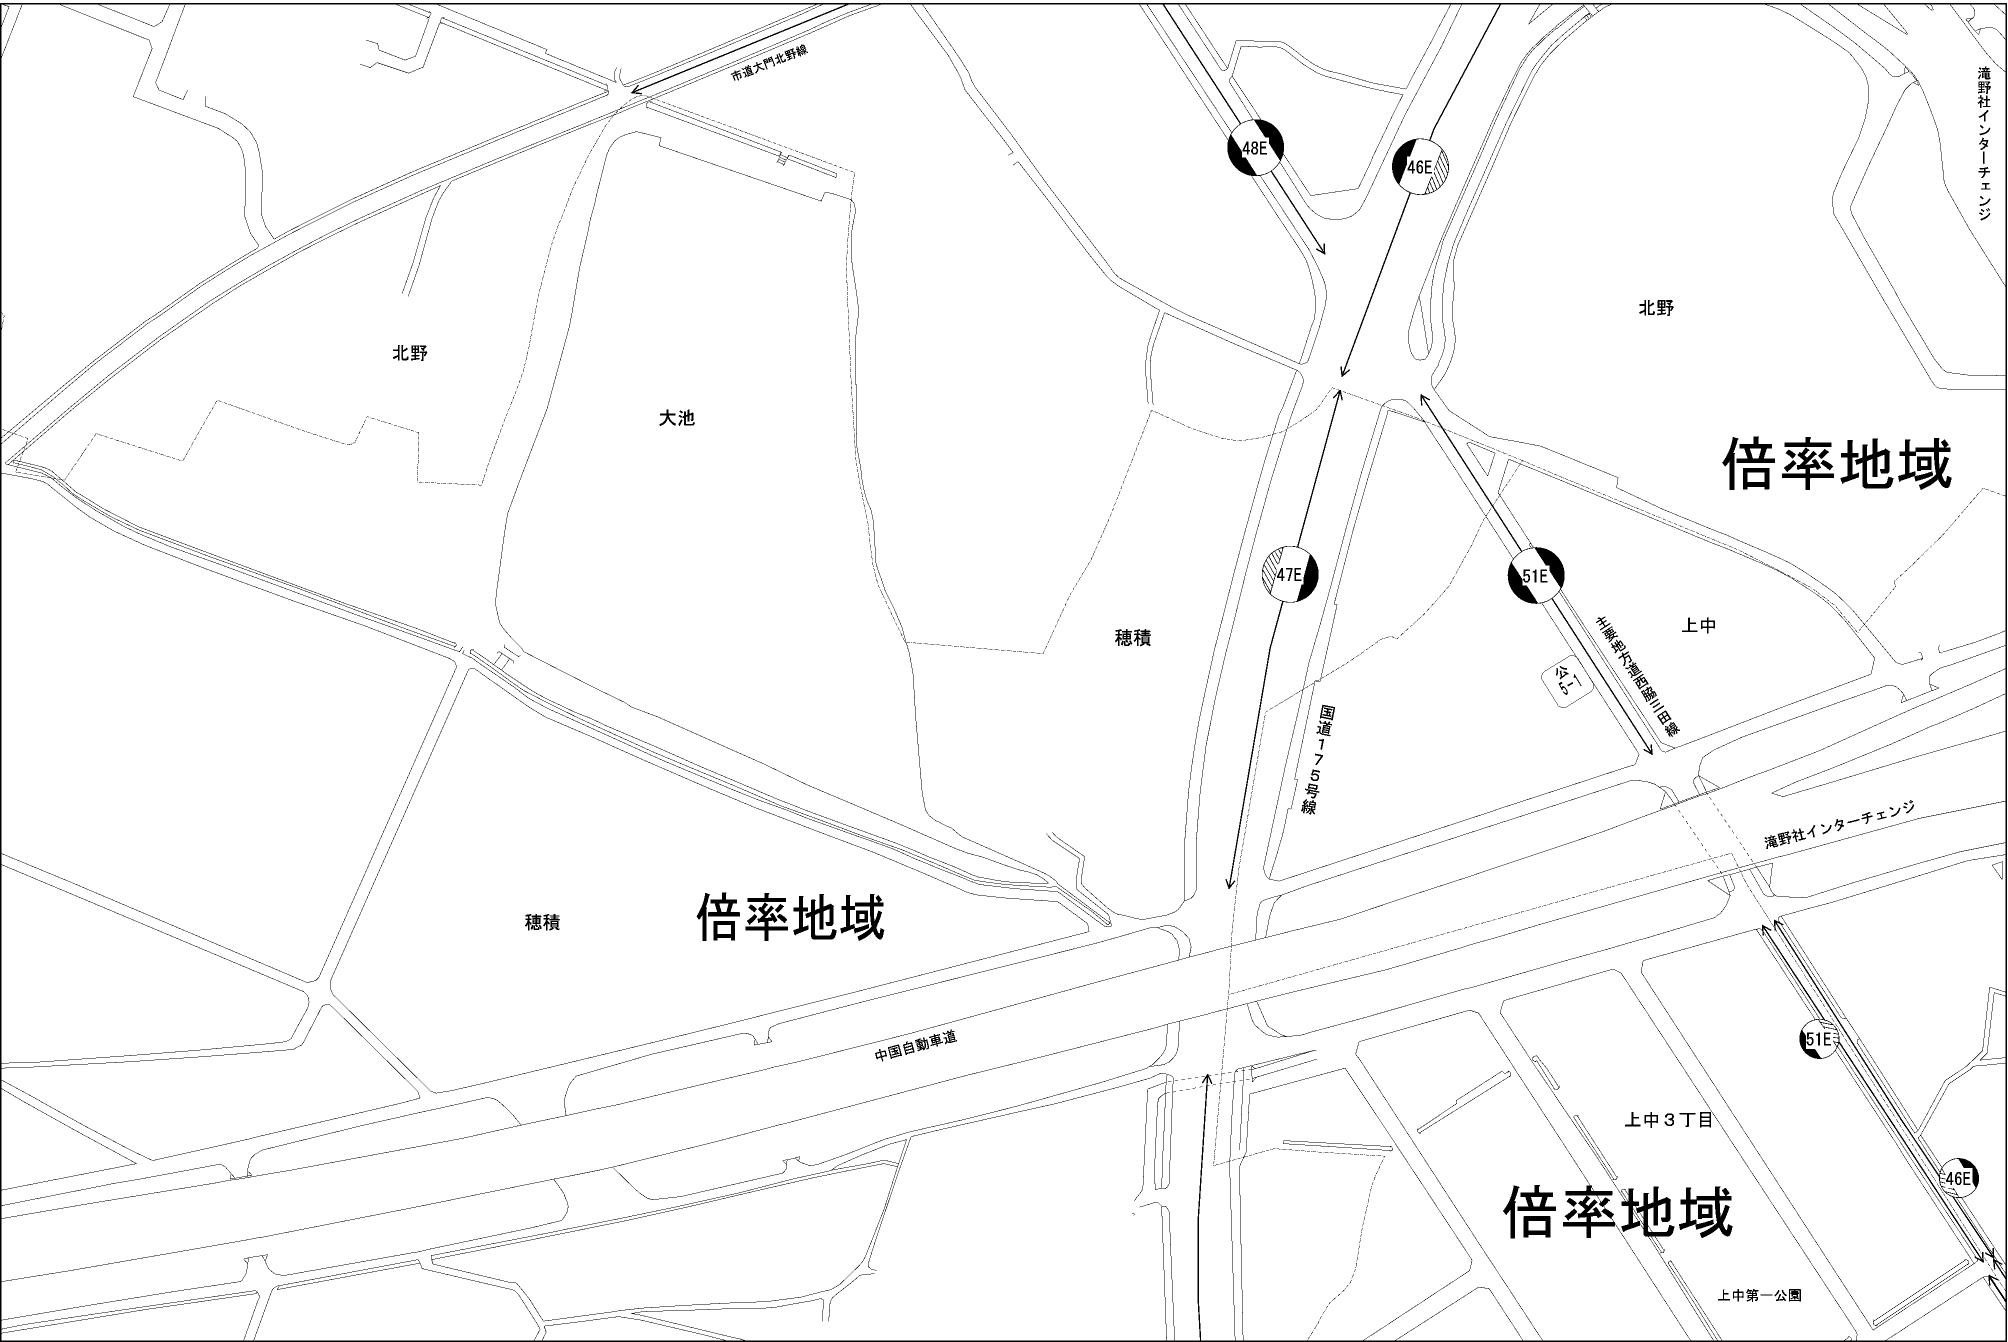 市道大門北野線
滝野社インターチェンジ
48E
46E
北野
北野
大池
倍率地域
47E
51E
穂積
上中
主要地方道西脇三田線
公
5-1
国道175号線
滝野社インターチェンジ
穂積
倍率地域
中国自動車道
51E
上中3丁目
46E
倍率地域
上中第一公園